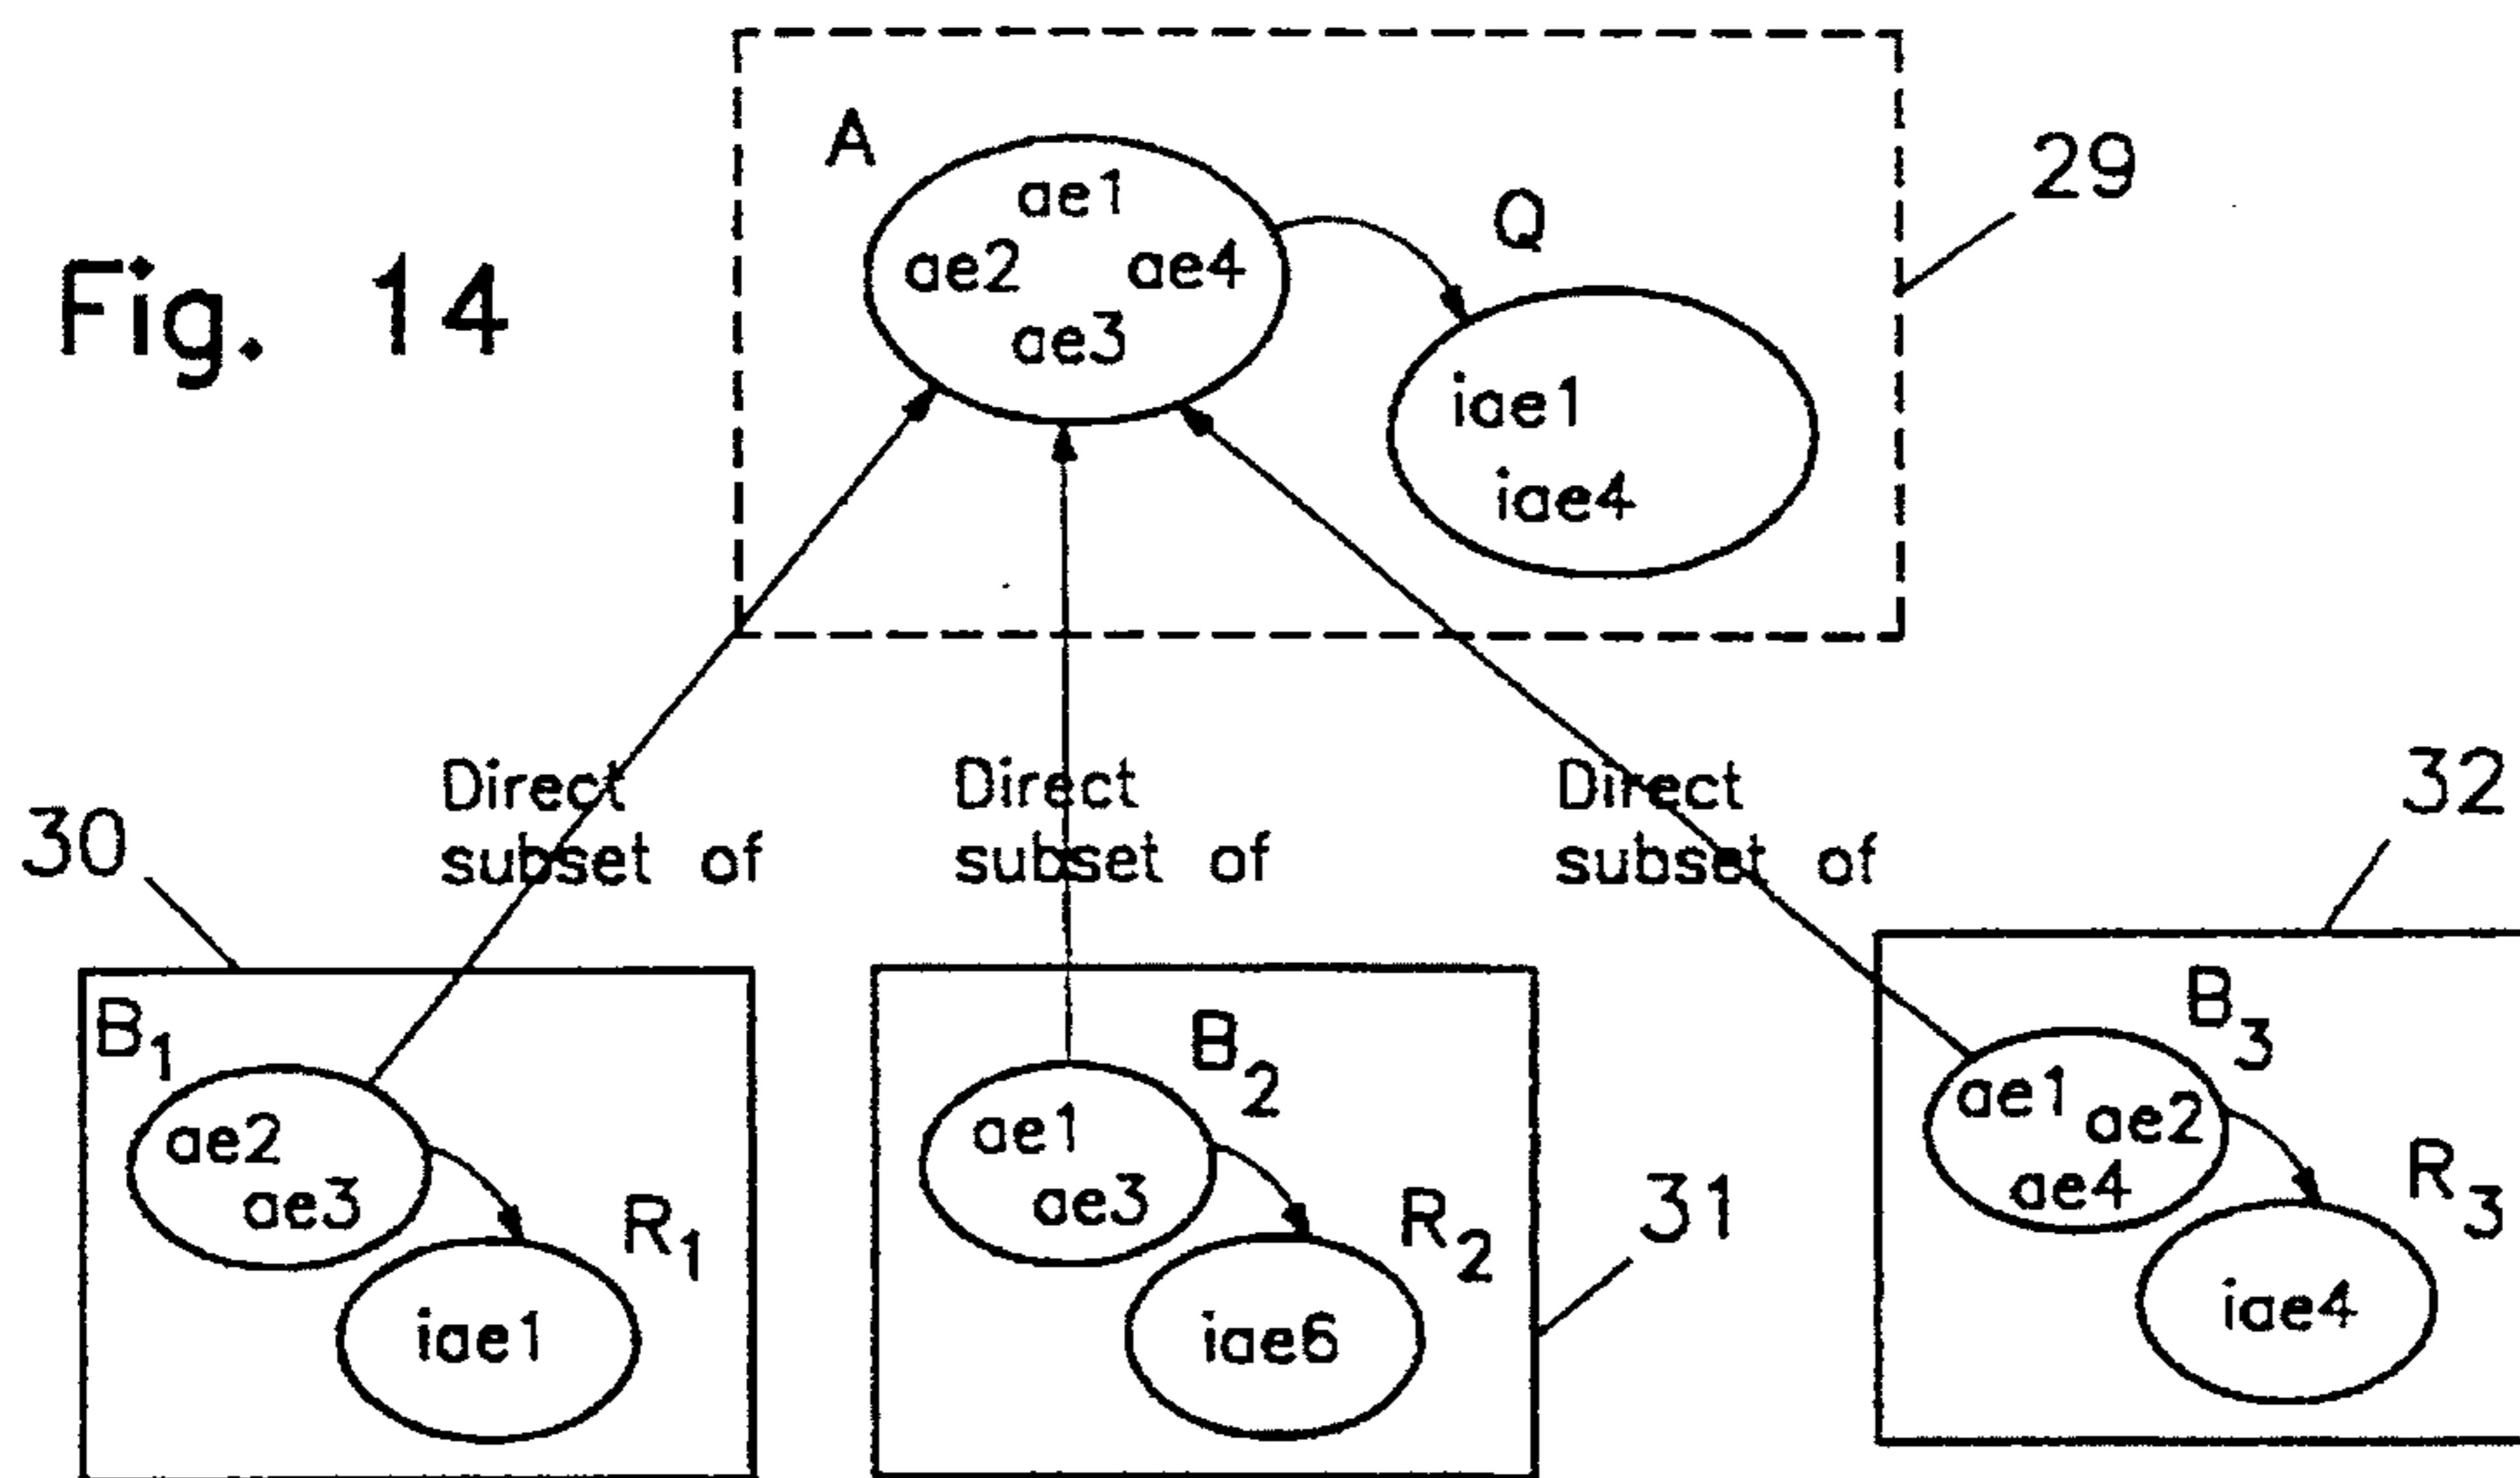 Fig. 14
29
A
ae1
ae2 ae4
ae3
Q
iae1
iae4
Direct
subset of
Direct
subset of
Direct
subset of
30
B1
ae2
ae3
R1
iae1
B2
ae1
ae3
R2
iae6
31
32
B3
ae1 ae2
ae4
R3
iae4